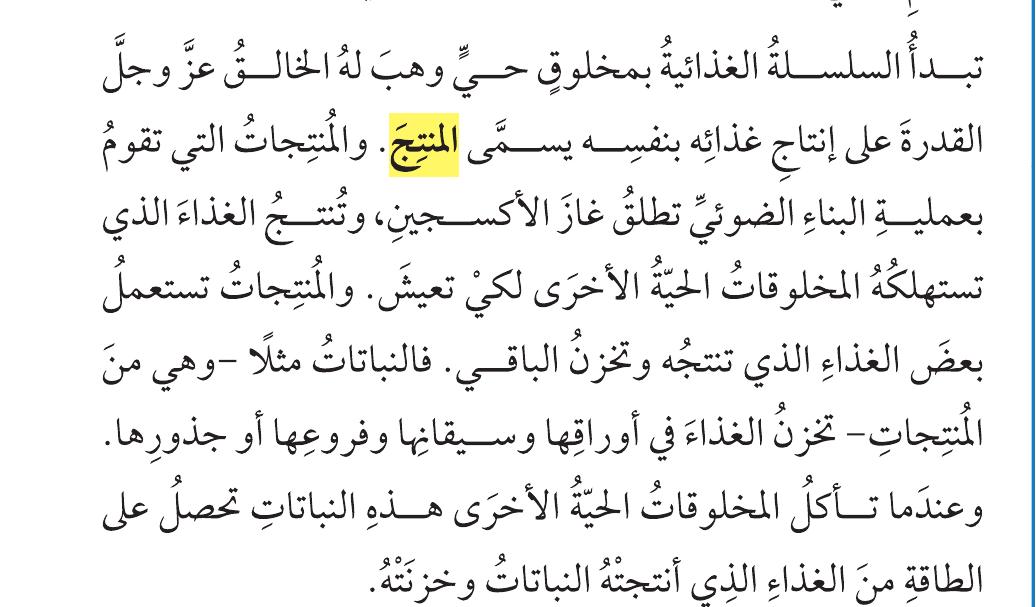 تبدأُ السلسلةُ الغذائيةُ بمخلوقٍ حيٍّ وهبَ لهُ الخالقُ عزَّ وجلَّ
القدرةَ على إنتاجِ غذائِه بنفسِه يسمَّى المنتِجَ. والمُنتِجاتُ التي تقومُ
بعمليةِ البناءِ الضوئيِّ تطلقُ غازَ الأكسجينِ، وتُنتجُ الغذاءَ الذي
تستهلكُهُ المخلوقاتُ الحيّةُ الأخرَى لكيْ تعيشَ. والمُنتِجاتُ تستعملُ
بعضَ الغذاءِ الذي تنتجُه وتخزنُ الباقي. فالنباتاتُ مثلًا –وهي منَ
المُنتِجاتِ– تخزنُ الغذاءَ في أوراقِها وسيقانِها وفروعِها أو جذورِها.
وعندَما تأكلُ المخلوقاتُ الحيّةُ الأخرَى هذهِ النباتاتِ تحصلُ على
الطاقةِ منَ الغذاءِ الذِي أنتجتْهُ النباتاتُ وخزنَتْهُ.